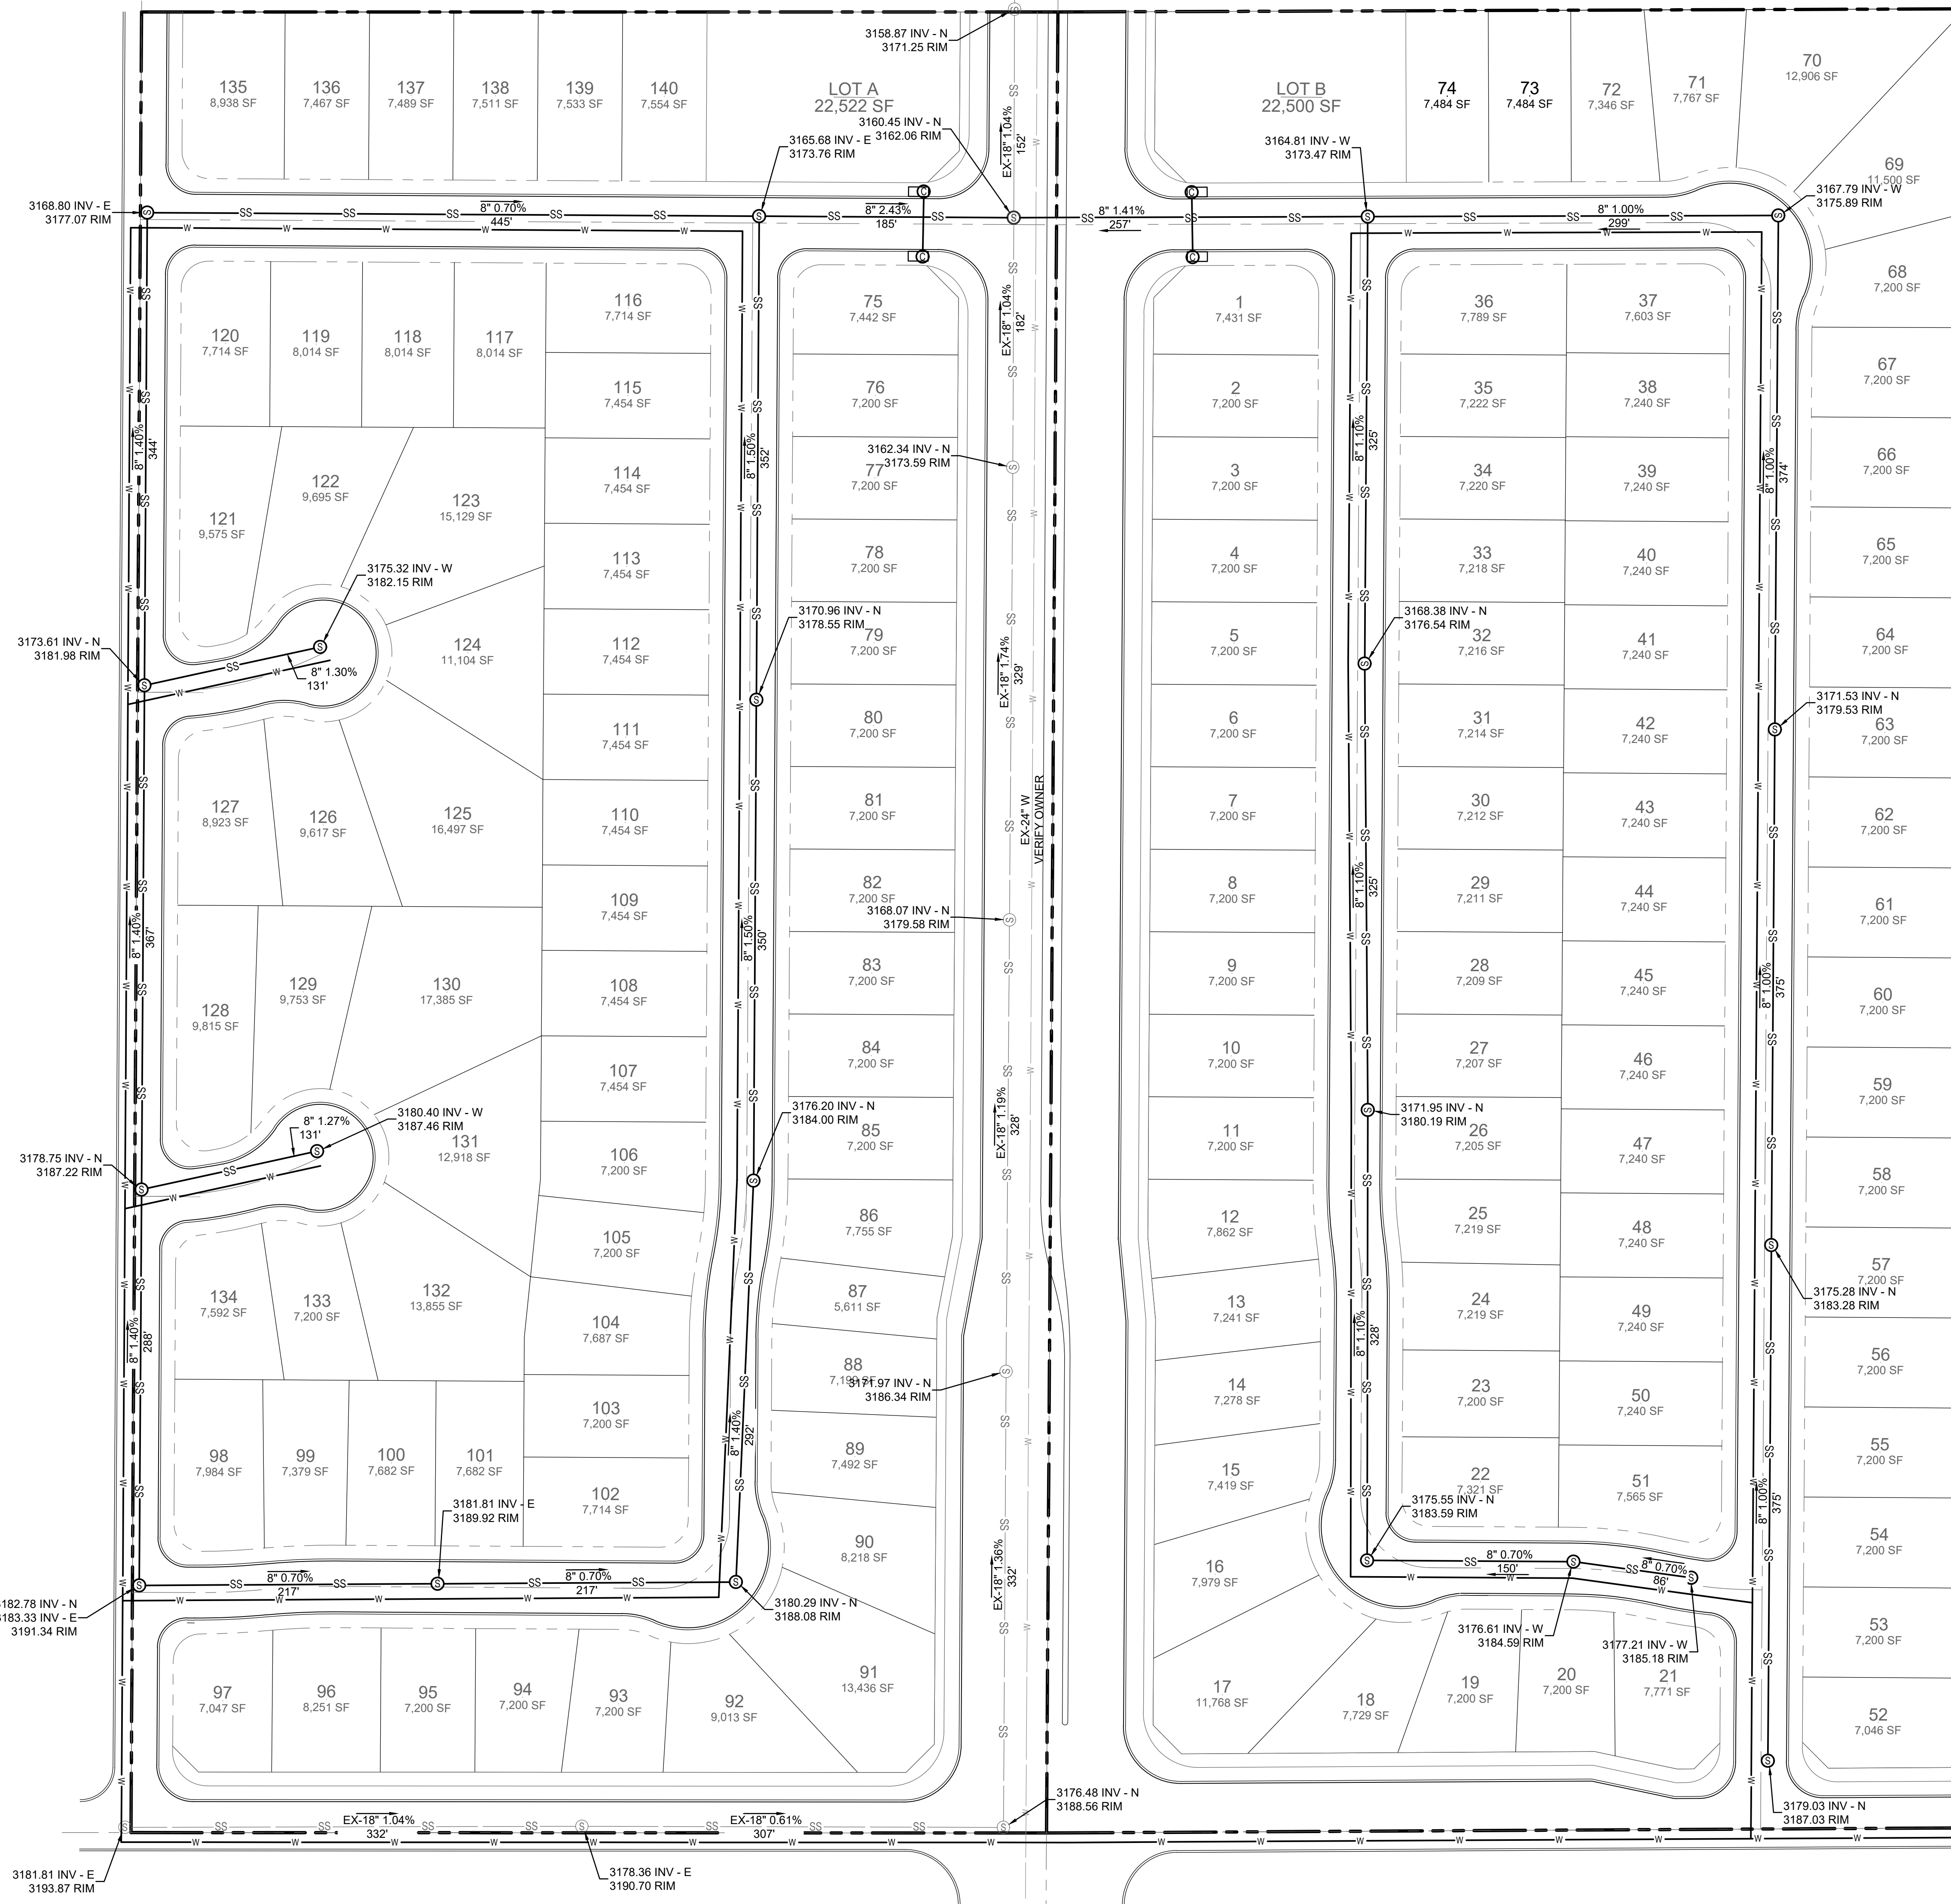 3158.87 INV - N
3171.25 RIM
135
8,938 SF
136
7,467 SF
137
7,489 SF
138
7,511 SF
139
7,533 SF
140
7,554 SF
LOT A
22,522 SF
LOT B
22,500 SF
74
7,484 SF
73
7,484 SF
72
7,346 SF
71
7,767 SF
70
12,906 SF
69
11,500 SF
EX-18" 1.04%
152'
3160.45 INV - N
3162.06 RIM
3165.68 INV - E
3173.76 RIM
3164.81 INV - W
3173.47 RIM
3167.79 INV - W
3175.89 RIM
3168.80 INV - E
3177.07 RIM
8" 0.70%
445'
8" 2.43%
185'
8" 1.41%
257'
8" 1.00%
299'
EX-18" 1.04%
182'
120
7,714 SF
119
8,014 SF
118
8,014 SF
117
8,014 SF
116
7,714 SF
75
7,442 SF
1
7,431 SF
36
7,789 SF
37
7,603 SF
68
7,200 SF
115
7,454 SF
76
7,200 SF
2
7,200 SF
35
7,222 SF
38
7,240 SF
67
7,200 SF
8" 1.40%
344'
8" 1.50%
352'
8" 1.10%
325'
8" 1.00%
374'
3162.34 INV - N
3173.59 RIM
122
9,695 SF
123
15,129 SF
121
9,575 SF
114
7,454 SF
77
7,200 SF
3
7,200 SF
34
7,220 SF
39
7,240 SF
66
7,200 SF
113
7,454 SF
78
7,200 SF
4
7,200 SF
33
7,218 SF
40
7,240 SF
65
7,200 SF
3175.32 INV - W
3182.15 RIM
3173.61 INV - N
3181.98 RIM
8" 1.30%
131'
124
11,104 SF
112
7,454 SF
3170.96 INV - N
3178.55 RIM
79
7,200 SF
EX-18" 1.74%
329'
5
7,200 SF
3168.38 INV - N
3176.54 RIM
32
7,216 SF
41
7,240 SF
64
7,200 SF
3171.53 INV - N
3179.53 RIM
111
7,454 SF
80
7,200 SF
6
7,200 SF
31
7,214 SF
42
7,240 SF
63
7,200 SF
127
8,923 SF
126
9,617 SF
125
16,497 SF
110
7,454 SF
81
7,200 SF
EX-24" W
VERIFY OWNER
7
7,200 SF
30
7,212 SF
43
7,240 SF
62
7,200 SF
8" 1.40%
367'
109
7,454 SF
8" 1.50%
350'
82
7,200 SF
3168.07 INV - N
3179.58 RIM
8
7,200 SF
8" 1.10%
325'
29
7,211 SF
44
7,240 SF
61
7,200 SF
128
9,815 SF
129
9,753 SF
130
17,385 SF
108
7,454 SF
83
7,200 SF
9
7,200 SF
28
7,209 SF
45
7,240 SF
8" 1.00%
375'
60
7,200 SF
107
7,454 SF
84
7,200 SF
10
7,200 SF
27
7,207 SF
46
7,240 SF
59
7,200 SF
8" 1.27%
131'
3180.40 INV - W
3187.46 RIM
3178.75 INV - N
3187.22 RIM
131
12,918 SF
106
7,200 SF
3176.20 INV - N
3184.00 RIM
85
7,200 SF
EX-18" 1.19%
328'
11
7,200 SF
3171.95 INV - N
3180.19 RIM
26
7,205 SF
47
7,240 SF
58
7,200 SF
105
7,200 SF
86
7,755 SF
12
7,862 SF
25
7,219 SF
48
7,240 SF
57
7,200 SF
3175.28 INV - N
3183.28 RIM
134
7,592 SF
133
7,200 SF
132
13,855 SF
8" 1.40%
288'
104
7,687 SF
87
5,611 SF
13
7,241 SF
8" 1.10%
328'
24
7,219 SF
49
7,240 SF
56
7,200 SF
88
3171.97 INV - N
3186.34 RIM
14
7,278 SF
23
7,200 SF
50
7,240 SF
98
7,984 SF
99
7,379 SF
100
7,682 SF
101
7,682 SF
103
7,200 SF
8" 1.40%
292'
89
7,492 SF
15
7,419 SF
22
7,321 SF
51
7,565 SF
55
7,200 SF
102
7,714 SF
3181.81 INV - E
3189.92 RIM
3175.55 INV - N
3183.59 RIM
8" 1.00%
375'
90
8,218 SF
EX-18" 1.36%
332'
16
7,979 SF
54
7,200 SF
8" 0.70%
217'
8" 0.70%
217'
8" 0.70%
150'
8" 0.70%
86'
182.78 INV - N
183.33 INV - E
3191.34 RIM
3180.29 INV - N
3188.08 RIM
3176.61 INV - W
3184.59 RIM
3177.21 INV - W
3185.18 RIM
53
7,200 SF
97
7,047 SF
96
8,251 SF
95
7,200 SF
94
7,200 SF
93
7,200 SF
92
9,013 SF
91
13,436 SF
17
11,768 SF
18
7,729 SF
19
7,200 SF
20
7,200 SF
21
7,771 SF
52
7,046 SF
3176.48 INV - N
3188.56 RIM
3179.03 INV - N
3187.03 RIM
EX-18" 1.04%
332'
EX-18" 0.61%
307'
3181.81 INV - E
3193.87 RIM
3178.36 INV - E
3190.70 RIM